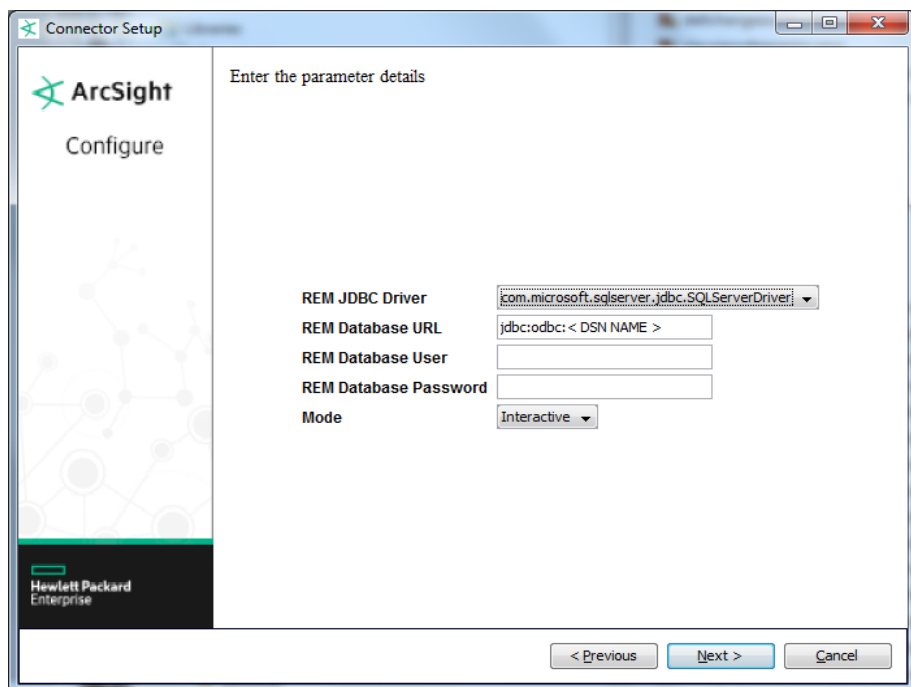 Connector Setup
ArcSight
Configure
Enter the parameter details
REM JDBC Driver com.microsoft.sqlserver.jdbc.SQLServerDriver
REM Database URL jdbc:odbc:< DSN NAME >
REM Database User
REM Database Password
Mode Interactive
Hewlett Packard
Enterprise
< Previous Next > Cancel